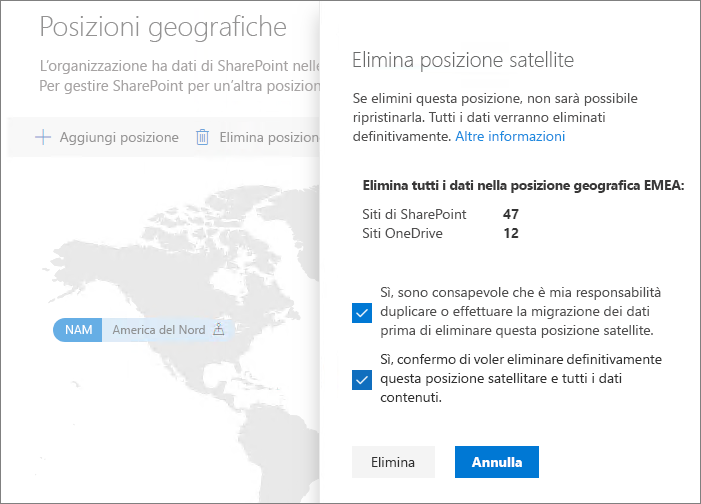 Posizioni geografiche
L'organizzazione ha dati di SharePoint nelle
Per gestire SharePoint per un'altra posizion
Aggiungi posizione
Elimina posizion
NAM
America del Nord
Elimina posizione satellite
Se elimini questa posizione, non sarà possibile
ripristinarla. Tutti i dati verranno eliminati
definitivamente. Altre informazioni
Elimina tutti i dati nella posizione geografica EMEA:
Siti di SharePoint 47
Siti OneDrive 12
Sì, sono consapevole che è mia responsabilità
duplicare o effettuare la migrazione dei dati
prima di eliminare questa posizione satellite.
Sì, confermo di voler eliminare definitivamente
questa posizione satellitare e tutti i dati
contenuti.
Elimina
Annulla